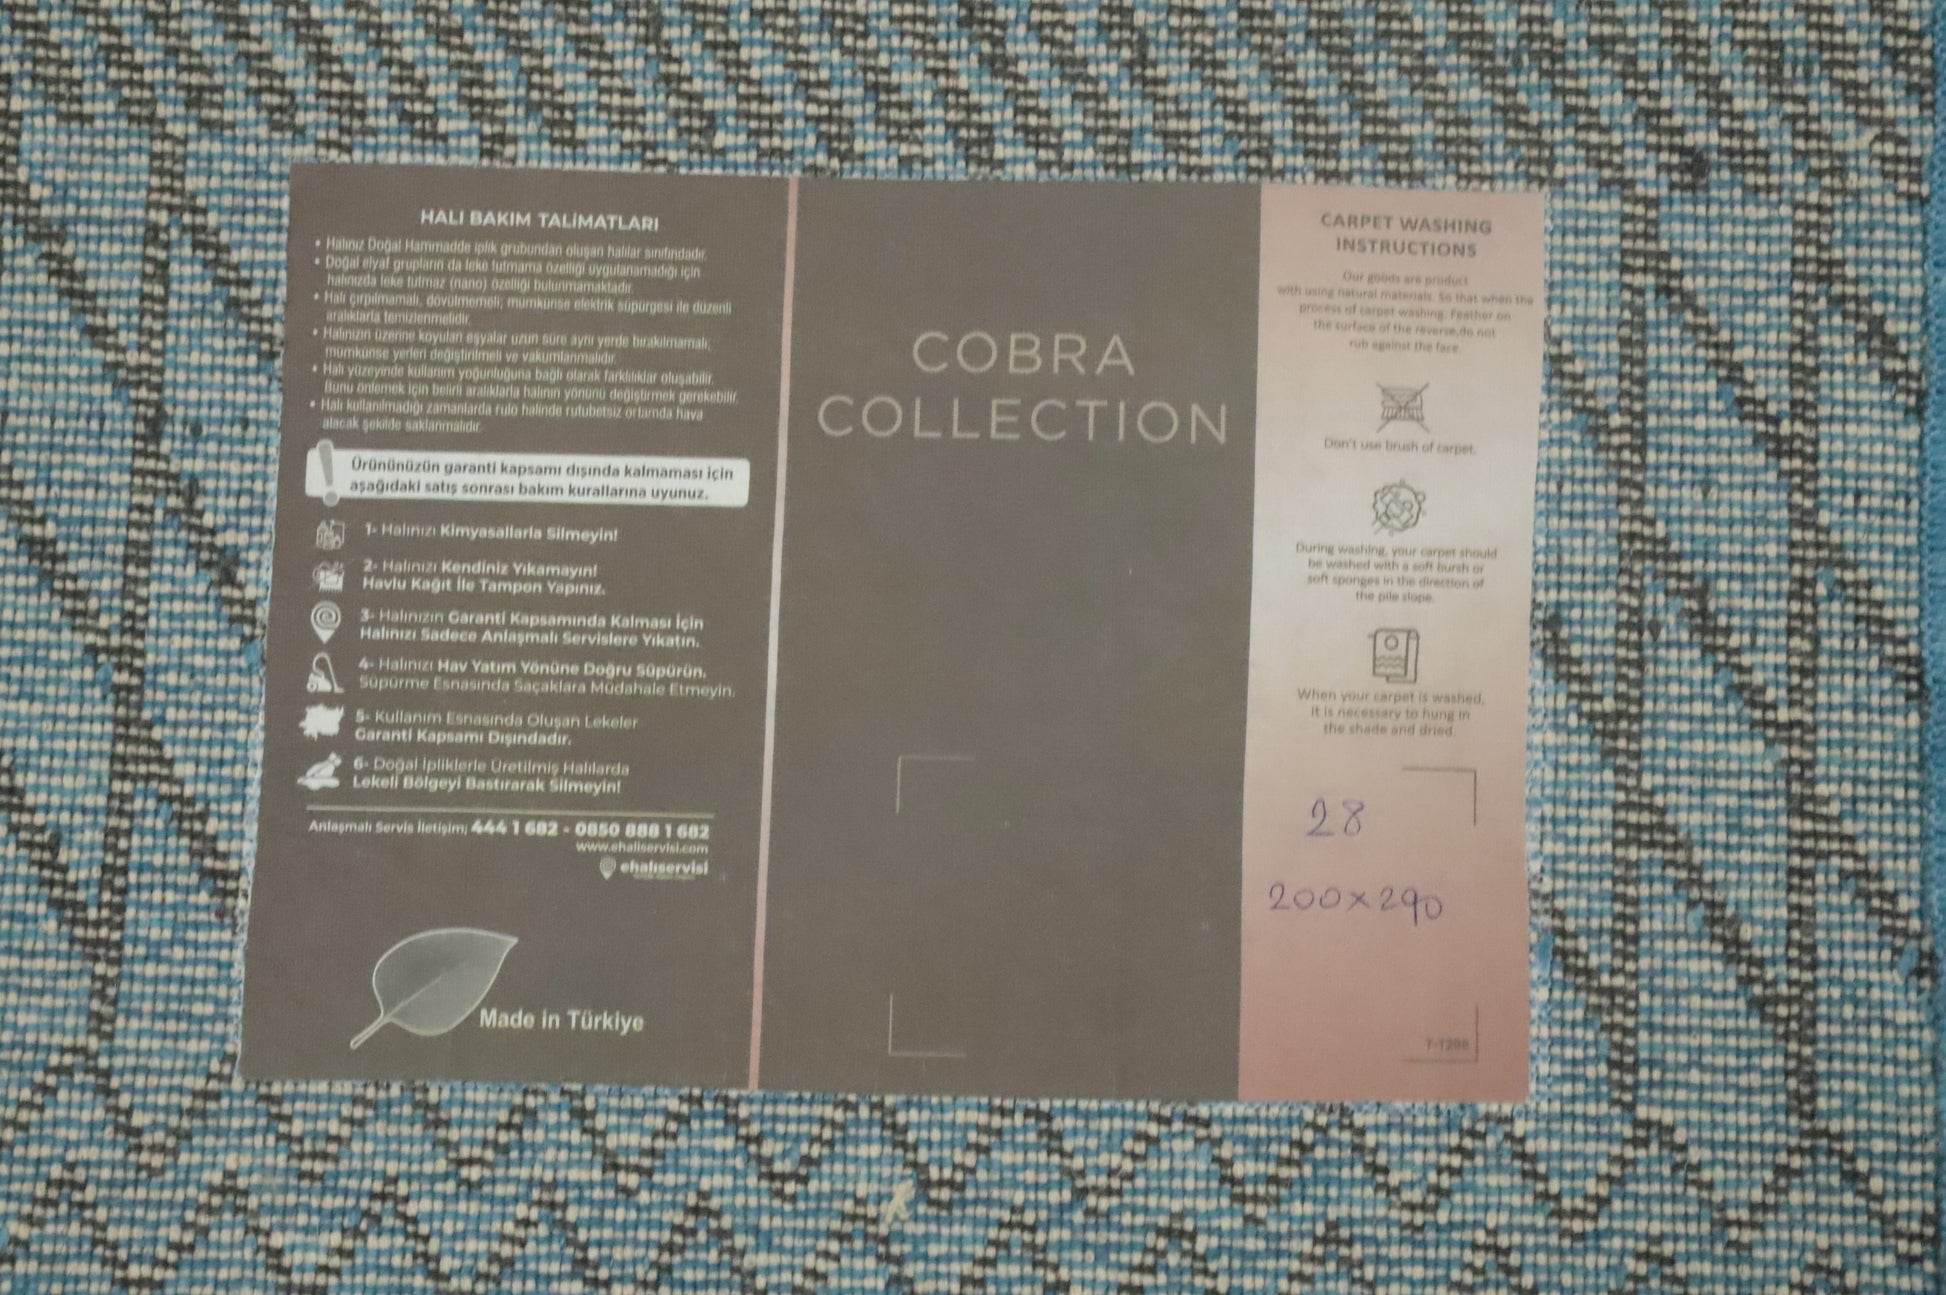 HALI BAKIM TALİMATLARI
• Halınız Doğal Hammadde iplik grubundan oluşan halılar sınıfındadır.
• Doğal elyaf grupların da leke tutmama özelliği uygulanamadığı için
halınızda leke tutmaz (nano) özelliği bulunmamaktadır.
• Halı çırpılmamalı, dövülmemeli; mümkünse elektrik süpürgesi ile düzenli
aralıklarla temizlenmelidir.
• Halınızın üzerine koyulan eşyalar uzun süre aynı yerde bırakılmamalı,
mümkünse yerleri değiştirilmeli ve vakumlanmalıdır.
• Halı yüzeyinde kullanım yoğunluğuna bağlı olarak farklılıklar oluşabilir.
Bunu önlemek için belirli aralıklarla halının yönünü değiştirmek gerekebilir.
• Halı kullanılmadığı zamanlarda rulo halinde rutubetsiz ortamda hava
alacak şekilde saklanmalıdır.
Ürününüzün garanti kapsamı dışında kalmaması için
aşağıdaki satış sonrası bakım kurallarına uyunuz.
1- Halınızı Kimyasallarla Silmeyin!
2- Halınızı Kendiniz Yıkamayın!
Havlu Kağıt İle Tampon Yapınız.
3- Halınızın Garanti Kapsamında Kalması İçin
Halınızı Sadece Anlaşmalı Servislere Yıkatın.
4- Halınızı Hav Yatım Yönüne Doğru Süpürün.
Süpürme Esnasında Saçaklara Müdahale Etmeyin.
5- Kullanım Esnasında Oluşan Lekeler
Garanti Kapsamı Dışındadır.
6- Doğal İpliklerle Üretilmiş Halılarda
Lekeli Bölgeyi Bastırarak Silmeyin!
Anlaşmalı Servis İletişim; 444 1 682 - 0850 888 1 682
www.ehaliservisi.com
ehalıservisi
Made in Türkiye
COBRA
COLLECTION
CARPET WASHING
INSTRUCTIONS
Our goods are product
with using natural materials. So that when the
process of carpet washing. Feather on
the surface of the reverse,do not
rub against the face.
Don't use brush of carpet.
During washing, your carpet should
be washed with a soft bursh or
soft sponges in the direction of
the pile slope.
When your carpet is washed,
it is necessary to hung in
the shade and dried
28
200x290
T-1298